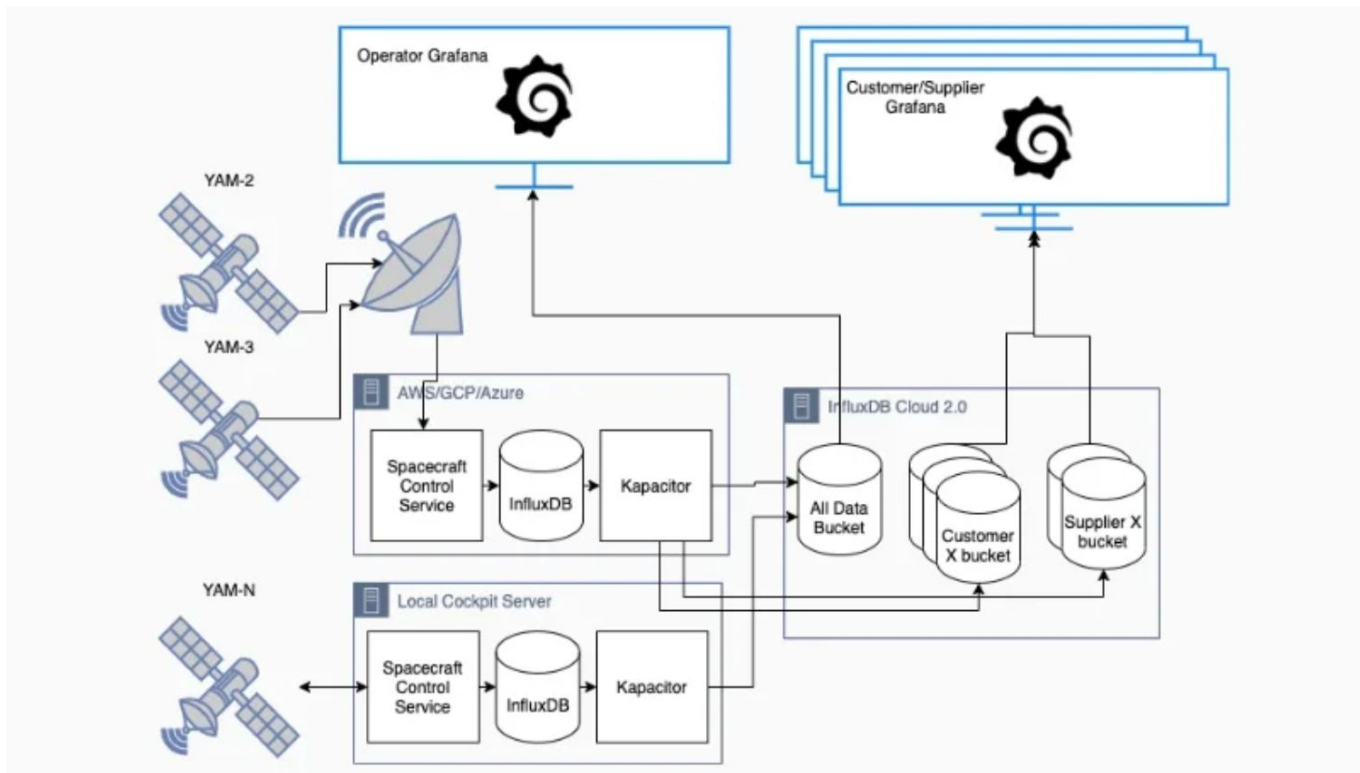 Operator Grafana
Customer/Supplier
Grafana
YAM-2
YAM-3
AWS/GCP/Azure
Spacecraft
Control
Service
InfluxDB
Kapacitor
InfluxDB Cloud 2.0
All Data
Bucket
Customer
X bucket
Supplier X
bucket
YAM-N
Local Cockpit Server
Spacecraft
Control
Service
InfluxDB
Kapacitor